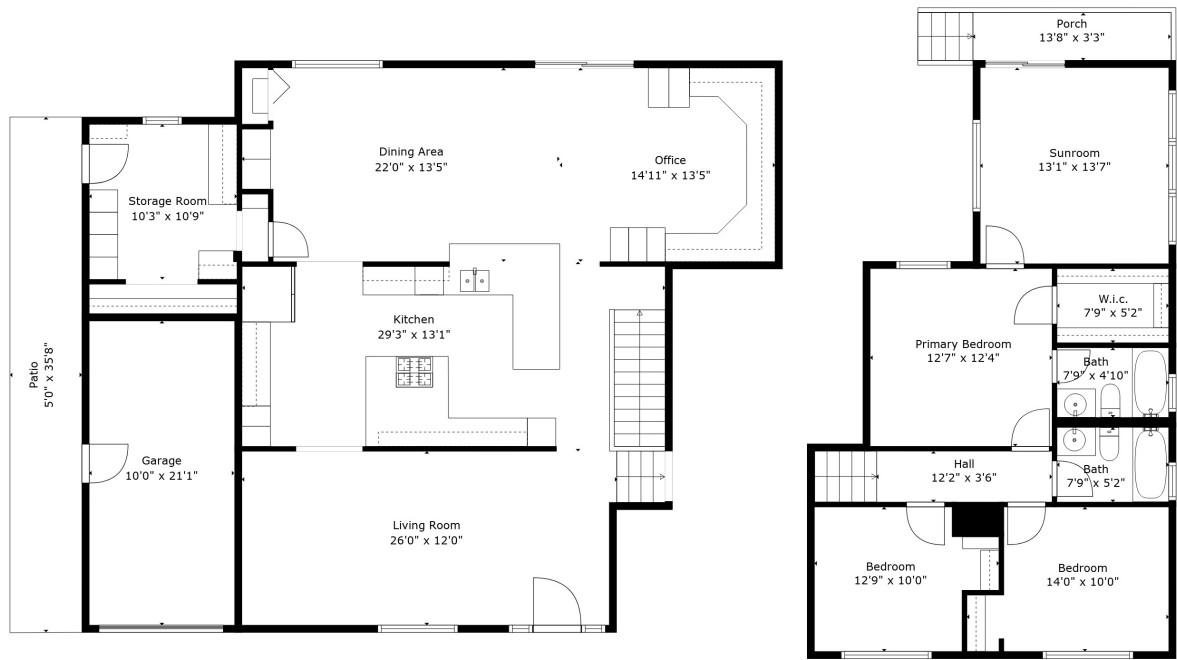 Porch
13'8" x 3'3"
Dining Area
22'0" x 13'5"
Office
14'11" x 13'5"
Sunroom
13'1" x 13'7"
Storage Room
10'3" x 10'9"
W.i.c.
7'9" x 5'2"
Kitchen
29'3" x 13'1"
Primary Bedroom
12'7" x 12'4"
Patio
5'0" x 35'8"
Bath
7'9" x 4'10"
Garage
10'0" x 21'1"
Hall
12'2" x 3'6"
Bath
7'9" x 5'2"
Living Room
26'0" x 12'0"
Bedroom
12'9" x 10'0"
Bedroom
14'0" x 10'0"